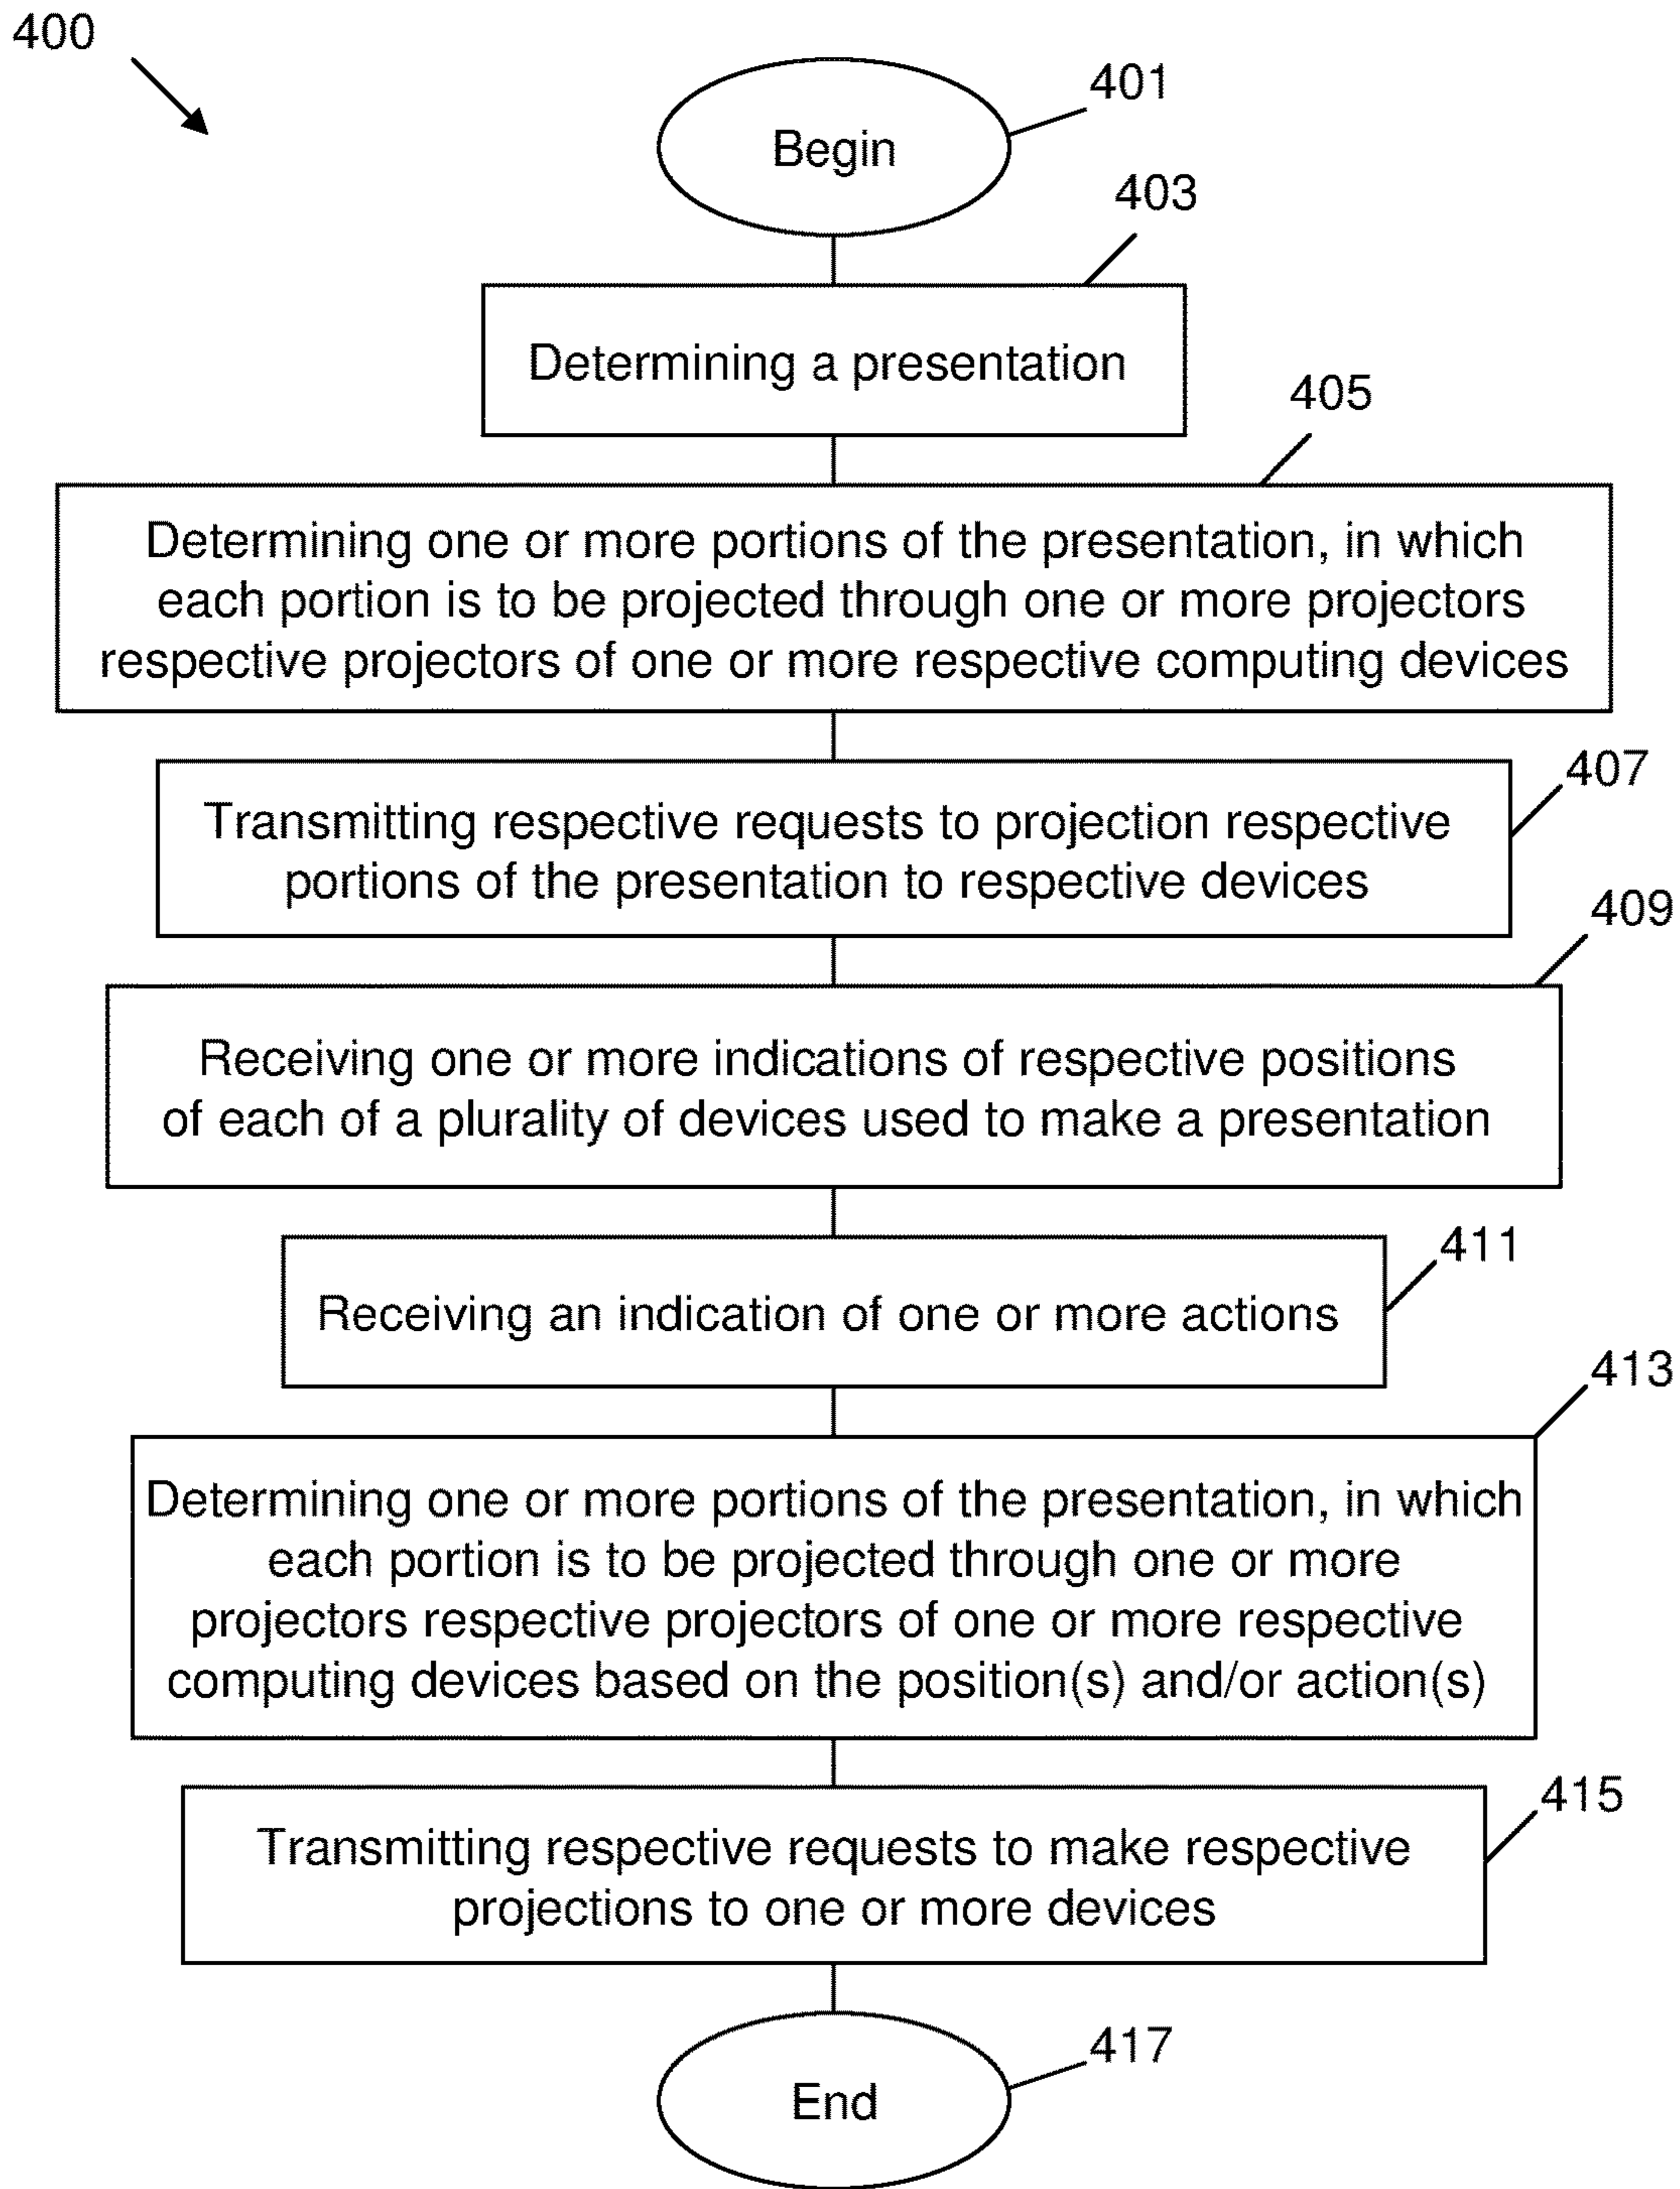 400
401
Begin
403
Determining a presentation
405
Determining one or more portions of the presentation, in which
each portion is to be projected through one or more projectors
respective projectors of one or more respective computing devices
407
Transmitting respective requests to projection respective
portions of the presentation to respective devices
409
Receiving one or more indications of respective positions
of each of a plurality of devices used to make a presentation
411
Receiving an indication of one or more actions
413
Determining one or more portions of the presentation, in which
each portion is to be projected through one or more
projectors respective projectors of one or more respective
computing devices based on the position(s) and/or action(s)
415
Transmitting respective requests to make respective
projections to one or more devices
417
End